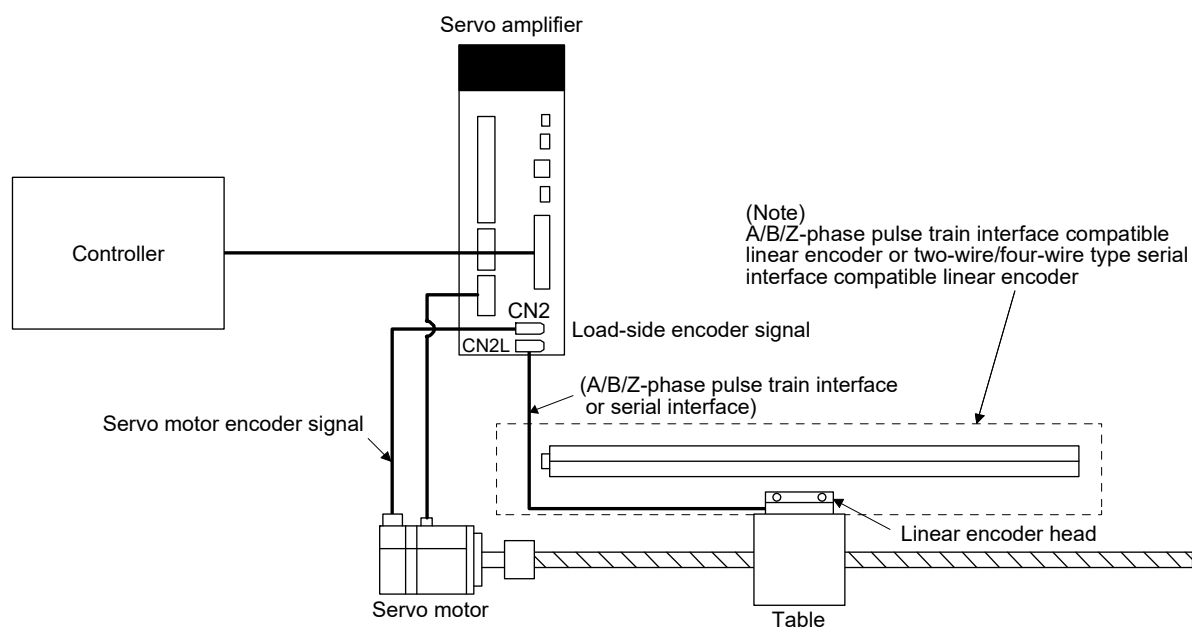 Servo amplifier
Controller
CN2
CN2L
Load-side encoder signal
(Note)
A/B/Z-phase pulse train interface compatible
linear encoder or two-wire/four-wire type serial
interface compatible linear encoder
(A/B/Z-phase pulse train interface
or serial interface)
Servo motor encoder signal
Linear encoder head
Servo motor
Table